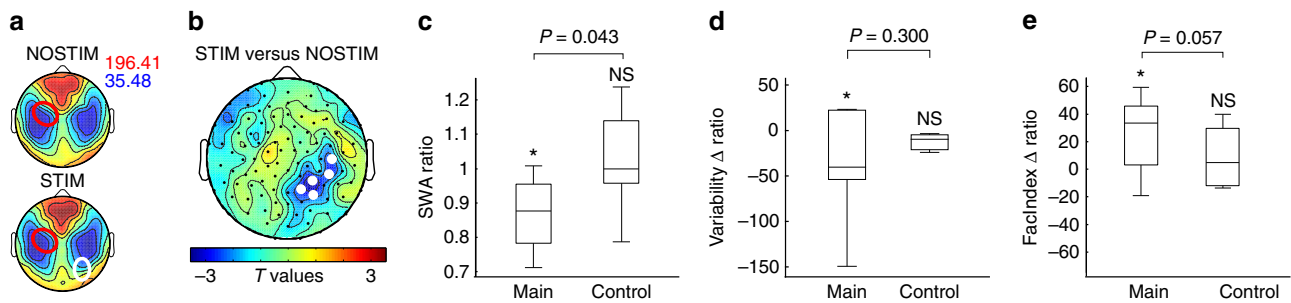 a
NOSTIM
196.41
35.48
STIM
b
STIM versus NOSTIM
−3 T values 3
c
P = 0.043
NS
*
SWA ratio
1.2
1.1
1.0
0.9
0.8
0.7
Main Control
d
P = 0.300
*
NS
Variability Δ ratio
50
0
−50
−100
−150
Main Control
e
P = 0.057
*
NS
FacIndex Δ ratio
60
40
20
0
−20
−40
−60
Main Control